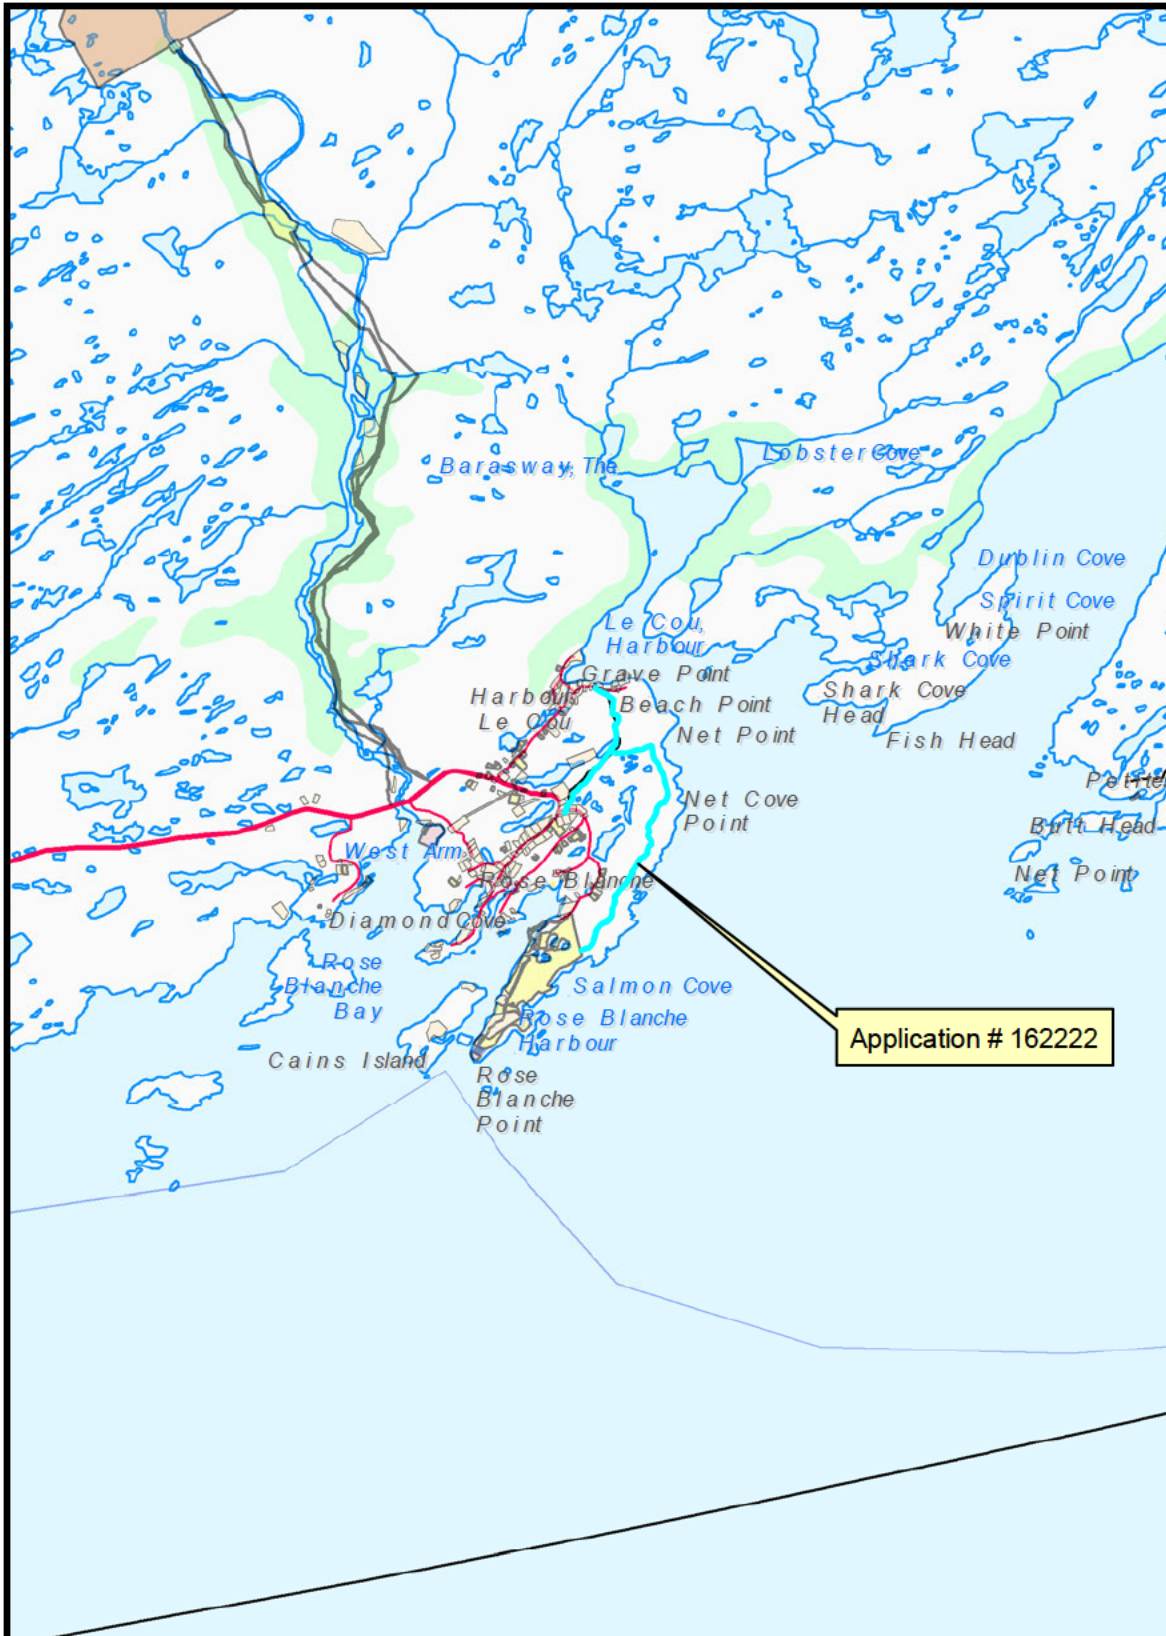 Barasway, The
Lobster Cove
Dublin Cove
Spirit Cove
White Point
Le Cou,
Harbour
Shark Cove
Grave Point
Harbour
Le Cou
Beach Point
Shark Cove
Head
Net Point
Fish Head
Petite
Net Cove
Point
Butt Head
West Arm
Net Point
Rose Blanche
Diamond Cove
Rose
Blanche
Bay
Salmon Cove
Rose Blanche
Harbour
Application # 162222
Cains Island
Rose
Blanche
Point